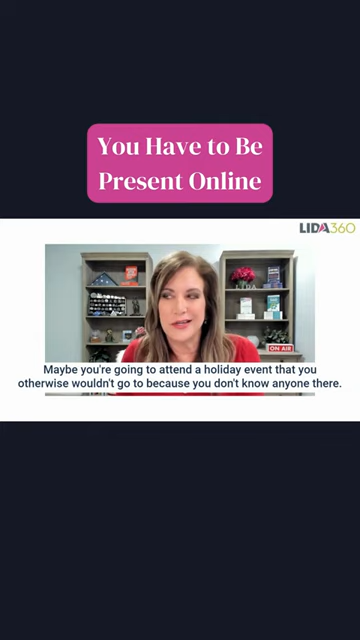 You Have to Be
Present Online
LIDA360
ON AIR
Maybe you're going to attend a holiday event that you
otherwise wouldn't go to because you don't know anyone there.